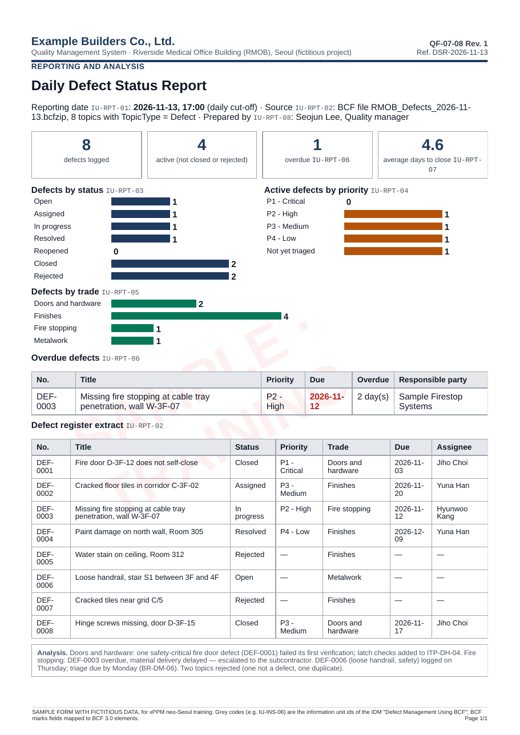 Example Builders Co., Ltd.
Quality Management System · Riverside Medical Office Building (RMOB), Seoul (fictitious project)
QF-07-08 Rev. 1
Ref. DSR-2026-11-13
REPORTING AND ANALYSIS
Daily Defect Status Report
Reporting date IU-RPT-01: 2026-11-13, 17:00 (daily cut-off) · Source IU-RPT-02: BCF file RMOB_Defects_2026-11-
13.bcfzip, 8 topics with TopicType = Defect · Prepared by IU-RPT-08: Seojun Lee, Quality manager
8
defects logged
4
active (not closed or rejected)
1
overdue IU-RPT-06
4.6
average days to close IU-RPT-
07
Defects by status IU-RPT-03
Open 1
Assigned 1
In progress 1
Resolved 1
Reopened 0
Closed 2
Rejected 2
Active defects by priority IU-RPT-04
P1 - Critical 0
P2 - High 1
P3 - Medium 1
P4 - Low 1
Not yet triaged 1
Defects by trade IU-RPT-05
Doors and hardware 2
Finishes 4
Fire stopping 1
Metalwork 1
Overdue defects IU-RPT-06
No. Title Priority Due Overdue Responsible party
DEF- Missing fire stopping at cable tray P2 - 2026-11- 2 day(s) Sample Firestop
0003 penetration, wall W-3F-07 High 12 Systems
Defect register extract IU-RPT-02
No. Title Status Priority Trade Due Assignee
DEF- Fire door D-3F-12 does not self-close Closed P1 - Doors and 2026-11- Jiho Choi
0001 Critical hardware 03
DEF- Cracked floor tiles in corridor C-3F-02 Assigned P3 - Finishes 2026-11- Yuna Han
0002 Medium 20
DEF- Missing fire stopping at cable tray In P2 - High Fire stopping 2026-11- Hyunwoo
0003 penetration, wall W-3F-07 progress 12 Kang
DEF- Paint damage on north wall, Room 305 Resolved P4 - Low Finishes 2026-12- Yuna Han
0004 09
DEF- Water stain on ceiling, Room 312 Rejected — Finishes — —
0005
DEF- Loose handrail, stair S1 between 3F and 4F Open — Metalwork — —
0006
DEF- Cracked tiles near grid C/5 Rejected — Finishes — —
0007
DEF- Hinge screws missing, door D-3F-15 Closed P3 - Doors and 2026-11- Jiho Choi
0008 Medium hardware 17
Analysis. Doors and hardware: one safety-critical fire door defect (DEF-0001) failed its first verification; latch checks added to ITP-DH-04. Fire
stopping: DEF-0003 overdue, material delivery delayed — escalated to the subcontractor. DEF-0006 (loose handrail, safety) logged on
Thursday; triage due by Monday (BR-DM-06). Two topics rejected (one not a defect, one duplicate).
SAMPLE FORM WITH FICTITIOUS DATA, for xPPM neo-Seoul training. Grey codes (e.g. IU-INS-06) are the information unit ids of the IDM "Defect Management Using BCF"; BCF
marks fields mapped to BCF 3.0 elements.
Page 1/1
SAMPLE ·
TRAINING